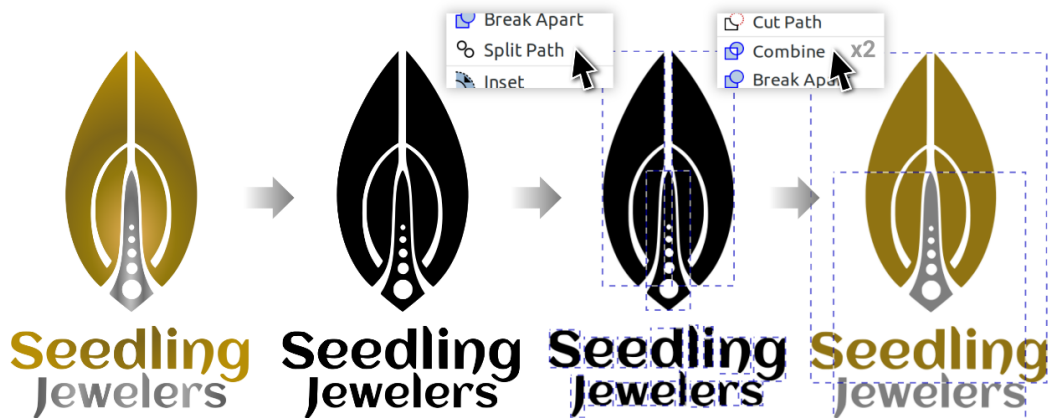 Break Apart
Split Path
Inset
Cut Path
Combine x2
Break Apart
Seedling
Jewelers
Seedling
Jewelers
Seedling
Jewelers
Seedling
Jewelers